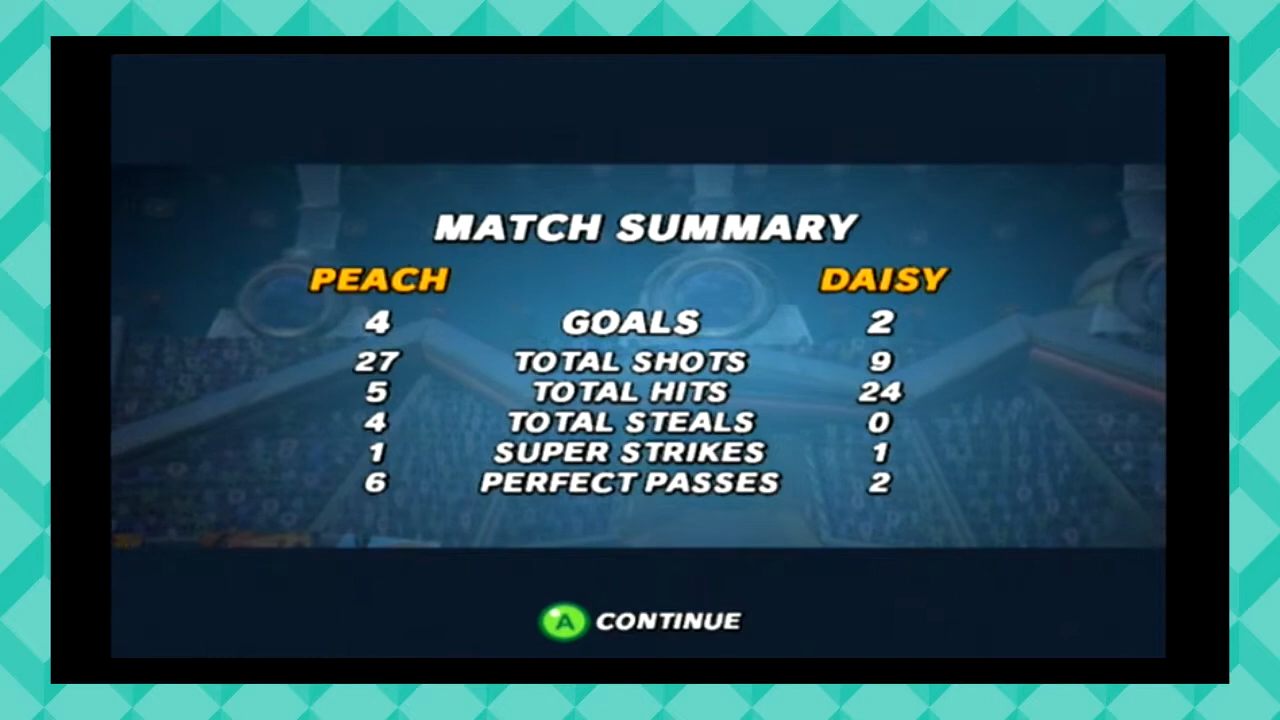 MATCH SUMMARY
PEACH DAISY
4 GOALS 2
27 TOTAL SHOTS 9
5 TOTAL HITS 24
4 TOTAL STEALS 0
1 SUPER STRIKES 1
6 PERFECT PASSES 2
A CONTINUE